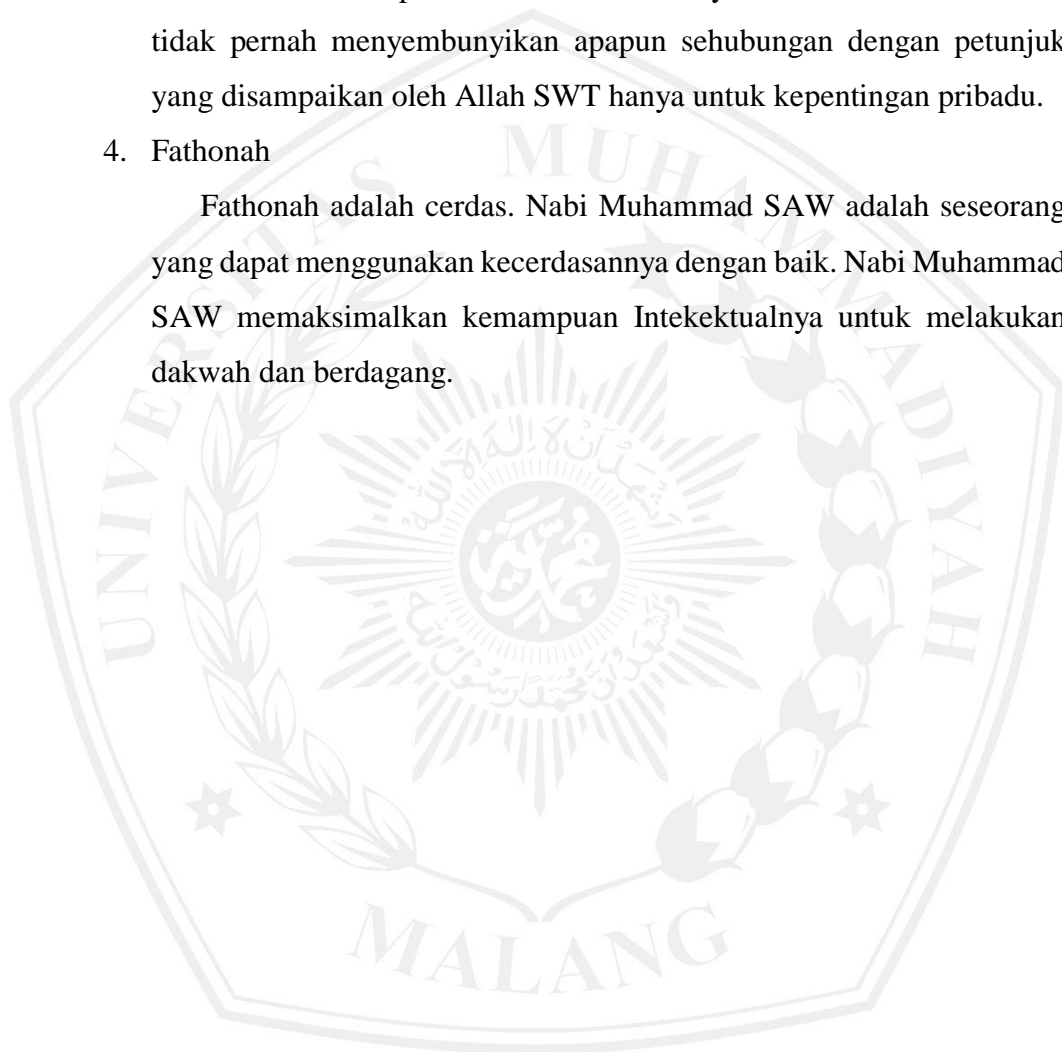 tidak pernah menyembunyikan apapun sehubungan dengan petunjuk
yang disampaikan oleh Allah SWT hanya untuk kepentingan pribadu.
4. Fathonah
Fathonah adalah cerdas. Nabi Muhammad SAW adalah seseorang
yang dapat menggunakan kecerdasannya dengan baik. Nabi Muhammad
SAW memaksimalkan kemampuan Intekektualnya untuk melakukan
dakwah dan berdagang.
UNIVERSITAS MUHAMMADIYAH
MALANG